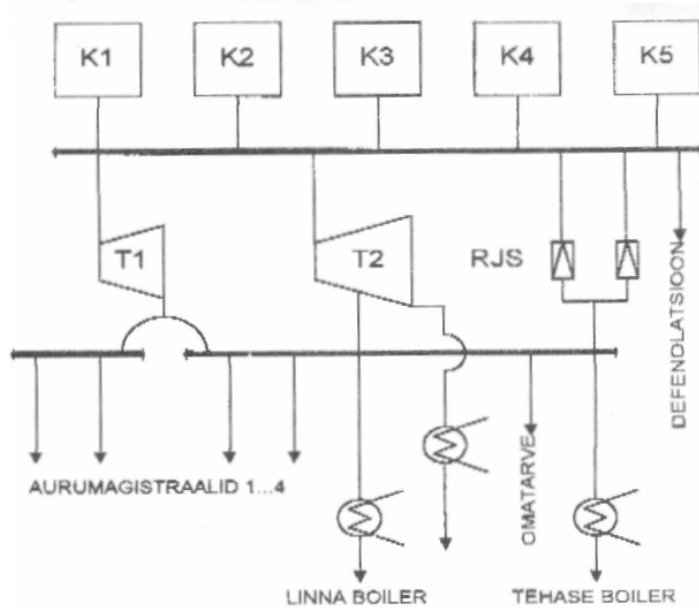 K1 K2 K3 K4 K5
T1 T2 RJS
DEFENOLATSIOON
AURUMAGISTRAALID 1...4
OMATARVE
LINNA BOILER TEHASE BOILER